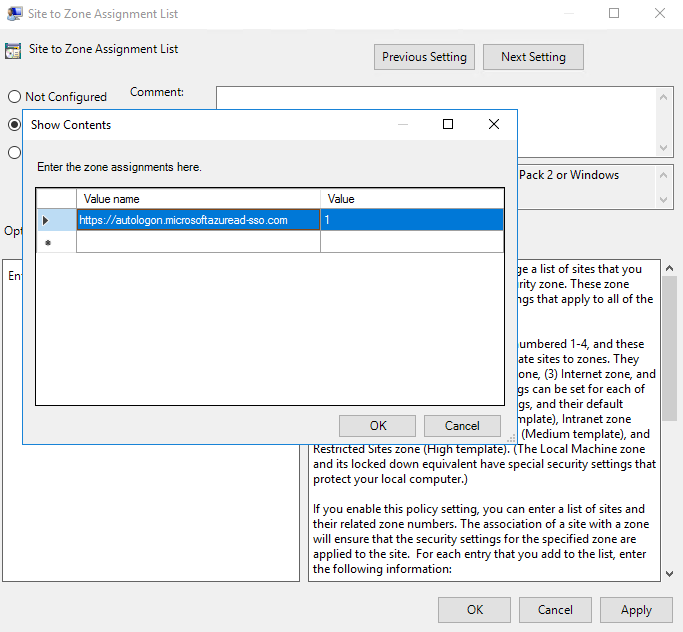 Site to Zone Assignment List
Site to Zone Assignment List
Previous Setting
Next Setting
Not Configured
Comment:
Show Contents
Enter the zone assignments here.
Pack 2 or Windows
Value name
Value
https://autologon.microsoftazuread-sso.com
1
*
ge a list of sites that you
rity zone. These zone
ngs that apply to all of the
umbered 1-4, and these
ate sites to zones. They
one, (3) Internet zone, and
gs can be set for each of
gs, and their default
mplate), Intranet zone
(Medium template), and
OK
Cancel
Restricted Sites zone (High template). (The Local Machine zone
and its locked down equivalent have special security settings that
protect your local computer.)
If you enable this policy setting, you can enter a list of sites and
their related zone numbers. The association of a site with a zone
will ensure that the security settings for the specified zone are
applied to the site.  For each entry that you add to the list, enter
the following information:
OK
Cancel
Apply